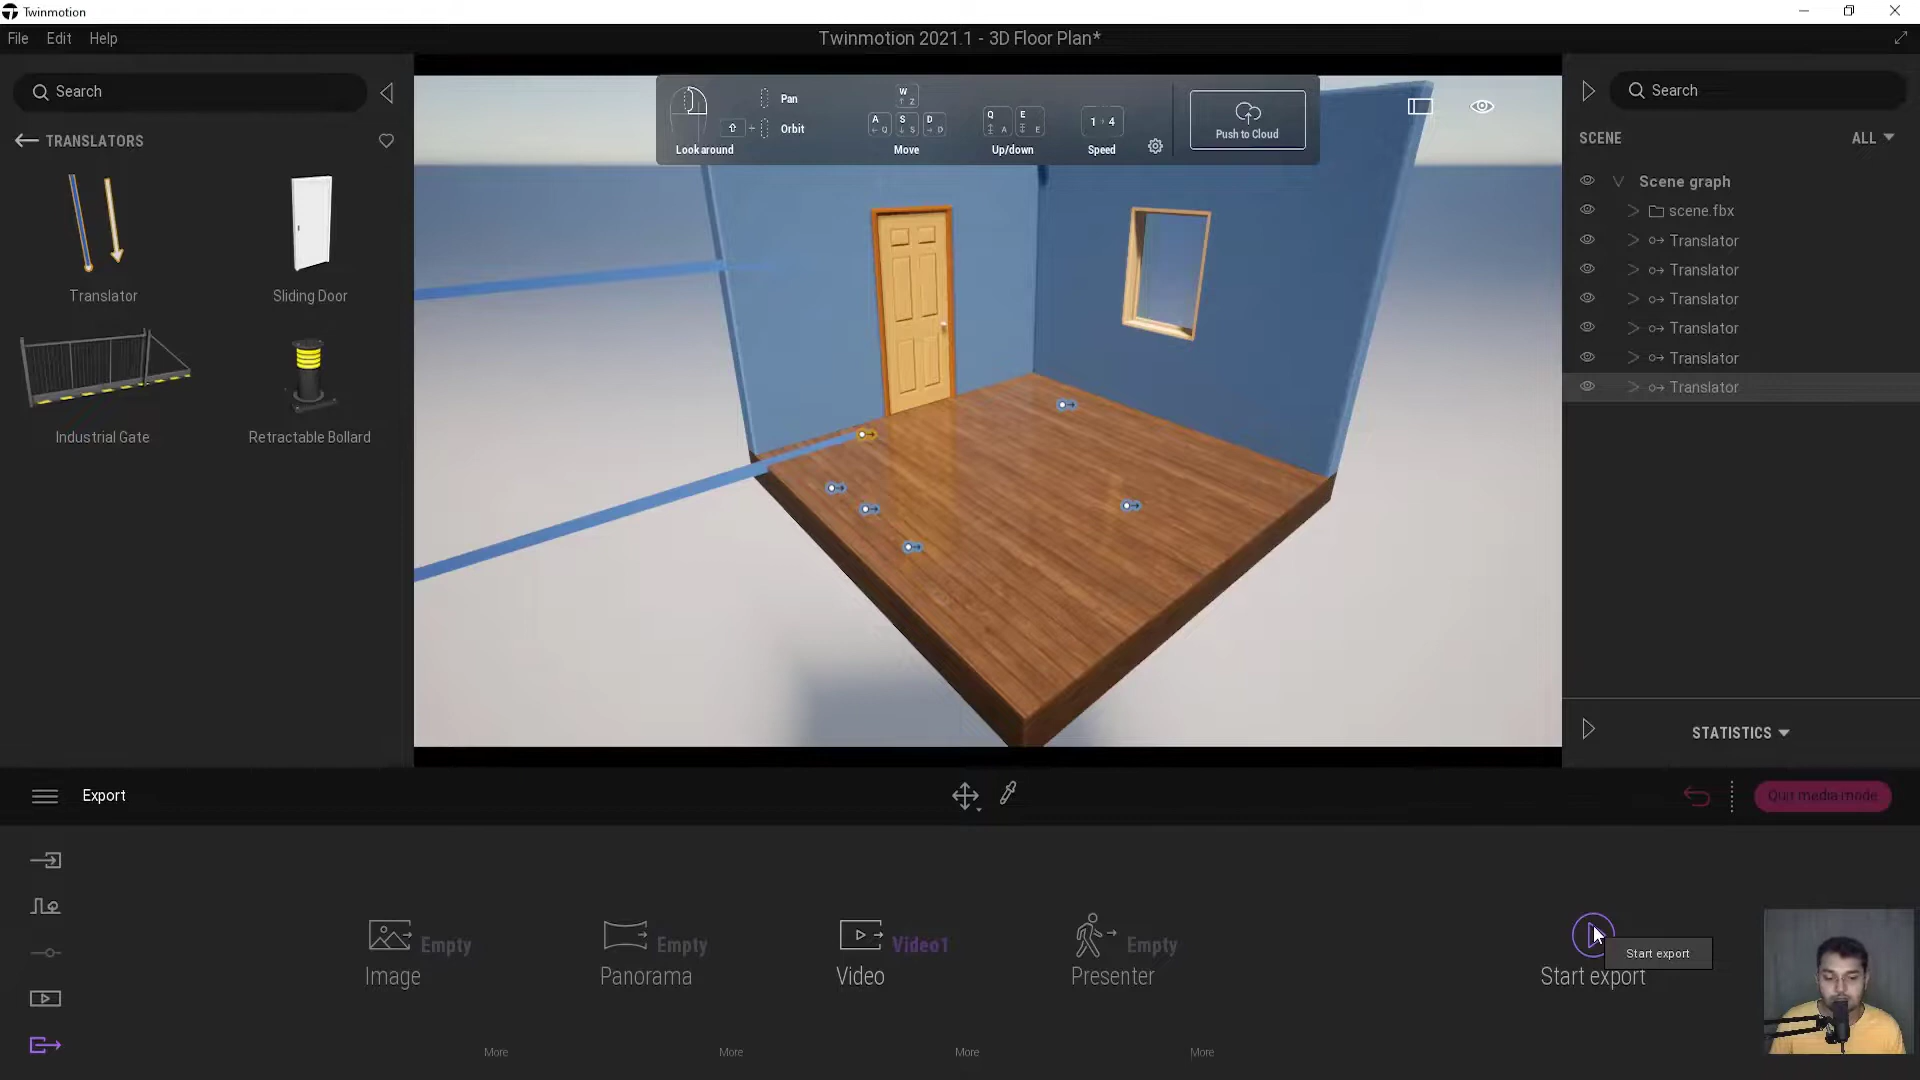 Twinmotion
File Edit Help
Twinmotion 2021.1 - 3D Floor Plan*
Search
TRANSLATORS
Translator
Sliding Door
Industrial Gate
Retractable Bollard
Pan
Orbit
Look around
W
Z
A
Q
S
S
D
D
Move
Q
A
E
E
Up/down
1 4
Speed
Push to Cloud
Search
SCENE
ALL
Scene graph
scene.fbx
Translator
Translator
Translator
Translator
Translator
Translator
STATISTICS
Export
Quit media mode
Empty
Image
Empty
Panorama
Video1
Video
Empty
Presenter
Start export
Start export
More
More
More
More